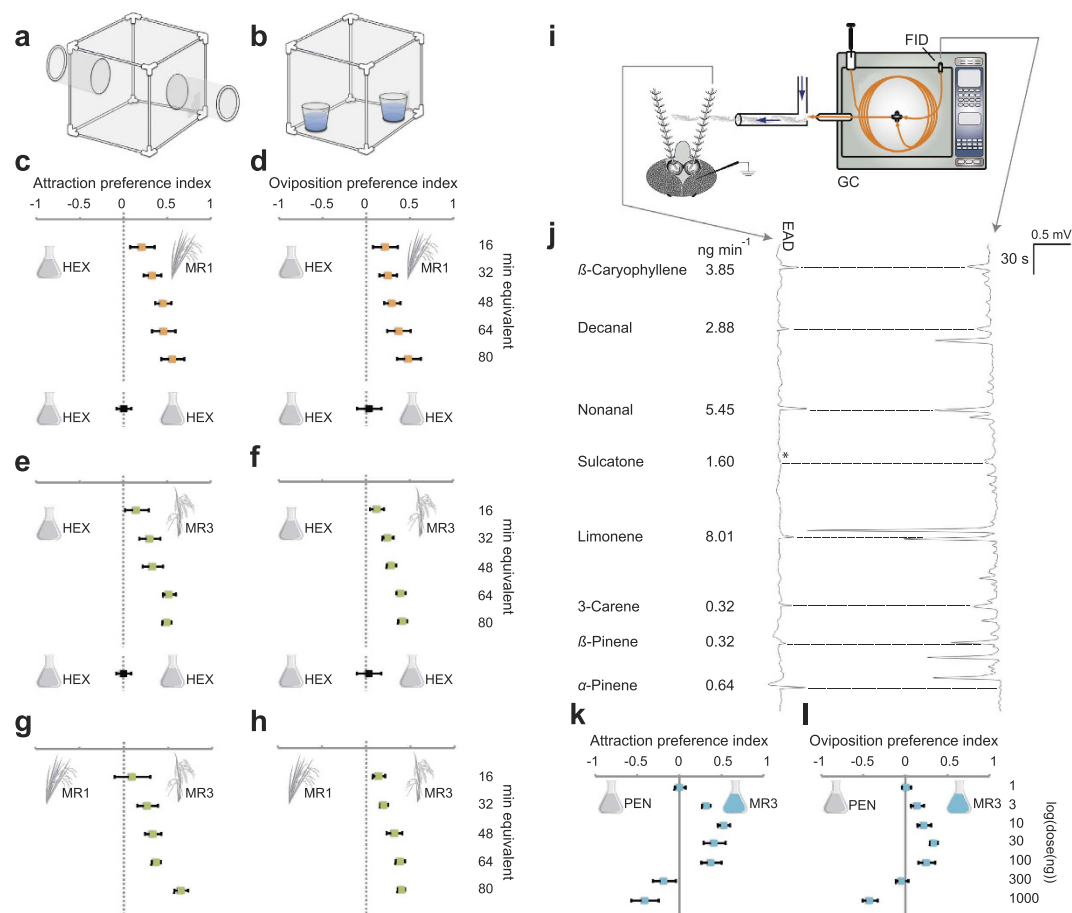 a
b
c
d
Attraction preference index
Oviposition preference index
-1
0
0.5
1
-1
0
0.5
1
HEX
MR1
HEX
MR1
16
32
48
64
80
min equivalent
HEX
HEX
HEX
HEX
e
f
HEX
MR3
HEX
MR3
16
32
48
64
80
min equivalent
HEX
HEX
HEX
HEX
g
h
MR1
MR3
MR1
MR3
16
32
48
64
80
min equivalent
i
FID
GC
j
EAD
ng min-1
0.5 mV
30 s
ß-Caryophyllene 3.85
Decanal 2.88
Nonanal 5.45
Sulcatone 1.60
*
Limonene 8.01
3-Carene 0.32
ß-Pinene 0.32
α-Pinene 0.64
k
l
Attraction preference index
Oviposition preference index
-1
-0.5
0
0.5
1
-1
-0.5
0
0.5
1
PEN
MR3
PEN
MR3
1
3
10
30
100
300
1000
log(dose(ng))